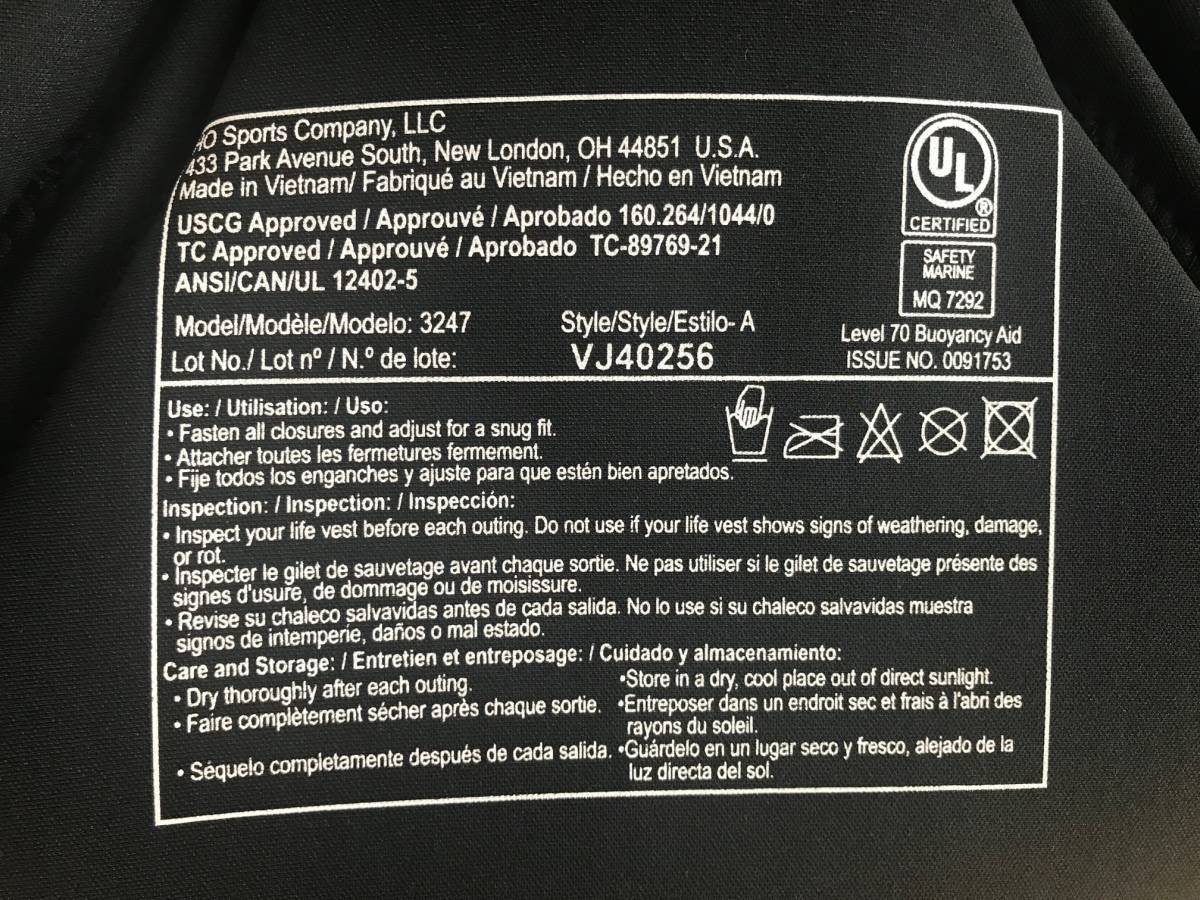 HO Sports Company, LLC
433 Park Avenue South, New London, OH 44851 U.S.A.
Made in Vietnam/ Fabriqué au Vietnam / Hecho en Vietnam
USCG Approved / Approuvé / Aprobado 160.264/1044/0
TC Approved / Approuvé / Aprobado TC-89769-21
ANSI/CAN/UL 12402-5
UL ®
CERTIFIED
SAFETY
MARINE
MQ 7292
Level 70 Buoyancy Aid
ISSUE NO. 0091753
Model/Modèle/Modelo: 3247 Style/Style/Estilo- A
Lot No./ Lot nº / N.º de lote: VJ40256
Use: / Utilisation: / Uso:
• Fasten all closures and adjust for a snug fit.
• Attacher toutes les fermetures fermement.
• Fije todos los enganches y ajuste para que estén bien apretados.
Inspection: / Inspection: / Inspección:
• Inspect your life vest before each outing. Do not use if your life vest shows signs of weathering, damage,
or rot.
• Inspecter le gilet de sauvetage avant chaque sortie. Ne pas utiliser si le gilet de sauvetage présente des
signes d'usure, de dommage ou de moisissure.
• Revise su chaleco salvavidas antes de cada salida. No lo use si su chaleco salvavidas muestra
signos de intemperie, daños o mal estado.
Care and Storage: / Entretien et entreposage: / Cuidado y almacenamiento:
• Dry thoroughly after each outing.
• Faire complètement sécher après chaque sortie.
• Séquelo completamente después de cada salida.
•Store in a dry, cool place out of direct sunlight.
•Entreposer dans un endroit sec et frais à l'abri des
rayons du soleil.
•Guárdelo en un lugar seco y fresco, alejado de la
luz directa del sol.